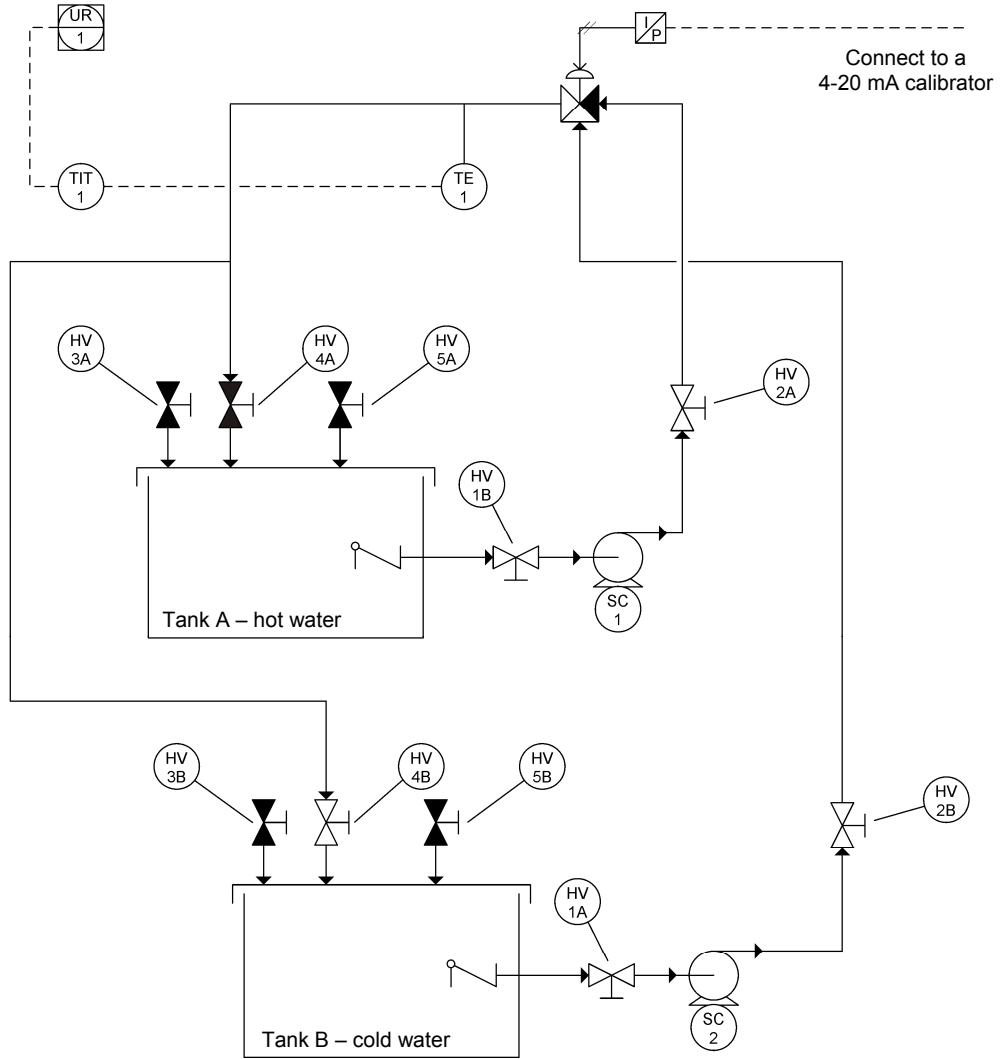 UR
1
I
P
Connect to a
4-20 mA calibrator
TIT
1
TE
1
HV
3A
HV
4A
HV
5A
HV
2A
HV
1B
SC
1
Tank A – hot water
HV
3B
HV
4B
HV
5B
HV
2B
HV
1A
SC
2
Tank B – cold water